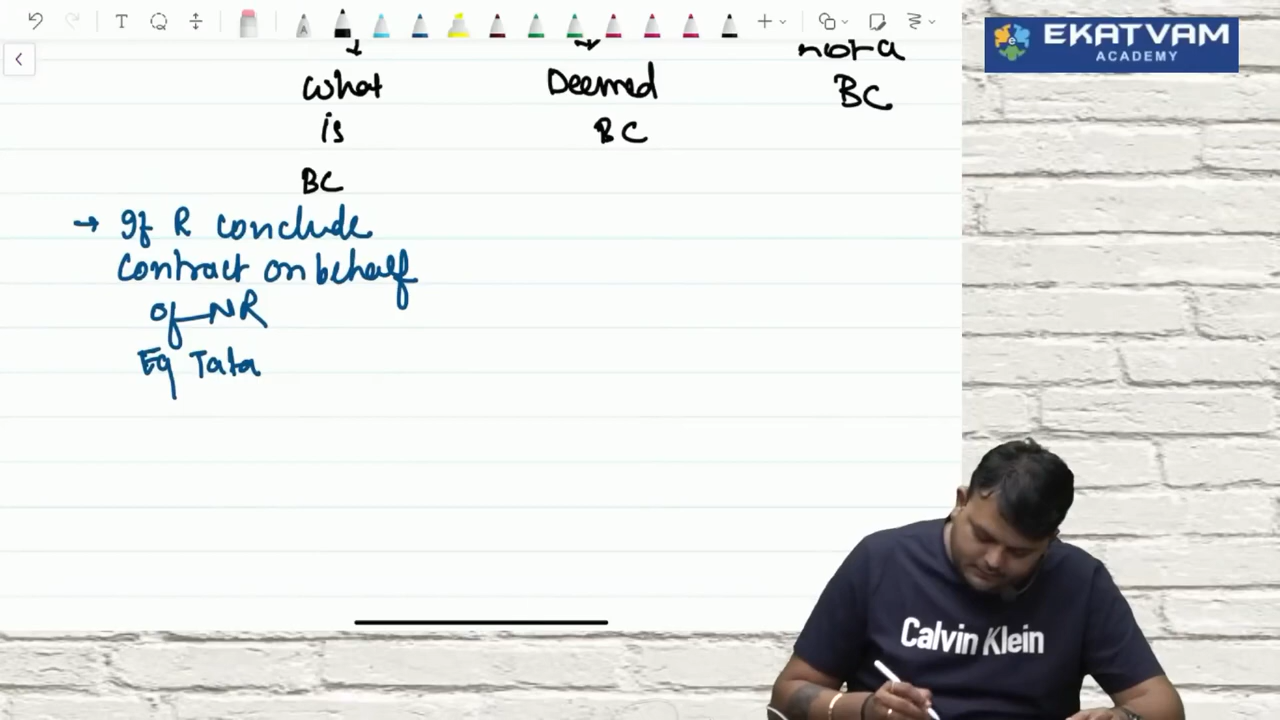 EKATVAM
ACADEMY
What
is
BC
Deemed
BC
not a
BC
→ If R conclude
contract on behalf
of NR
Eg Tata
Calvin Klein